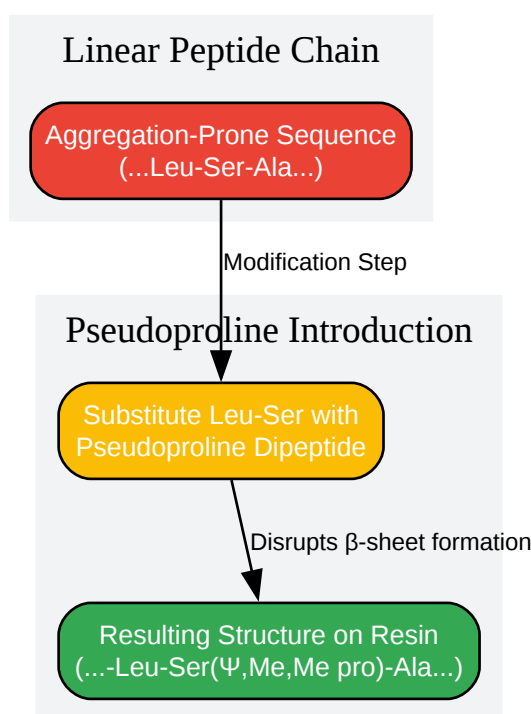 Linear Peptide Chain
Aggregation-Prone Sequence
(...Leu-Ser-Ala...)
Modification Step
Pseudoproline Introduction
Substitute Leu-Ser with
Pseudoproline Dipeptide
Disrupts β-sheet formation
Resulting Structure on Resin
(...-Leu-Ser(Ψ,Me,Me pro)-Ala...)